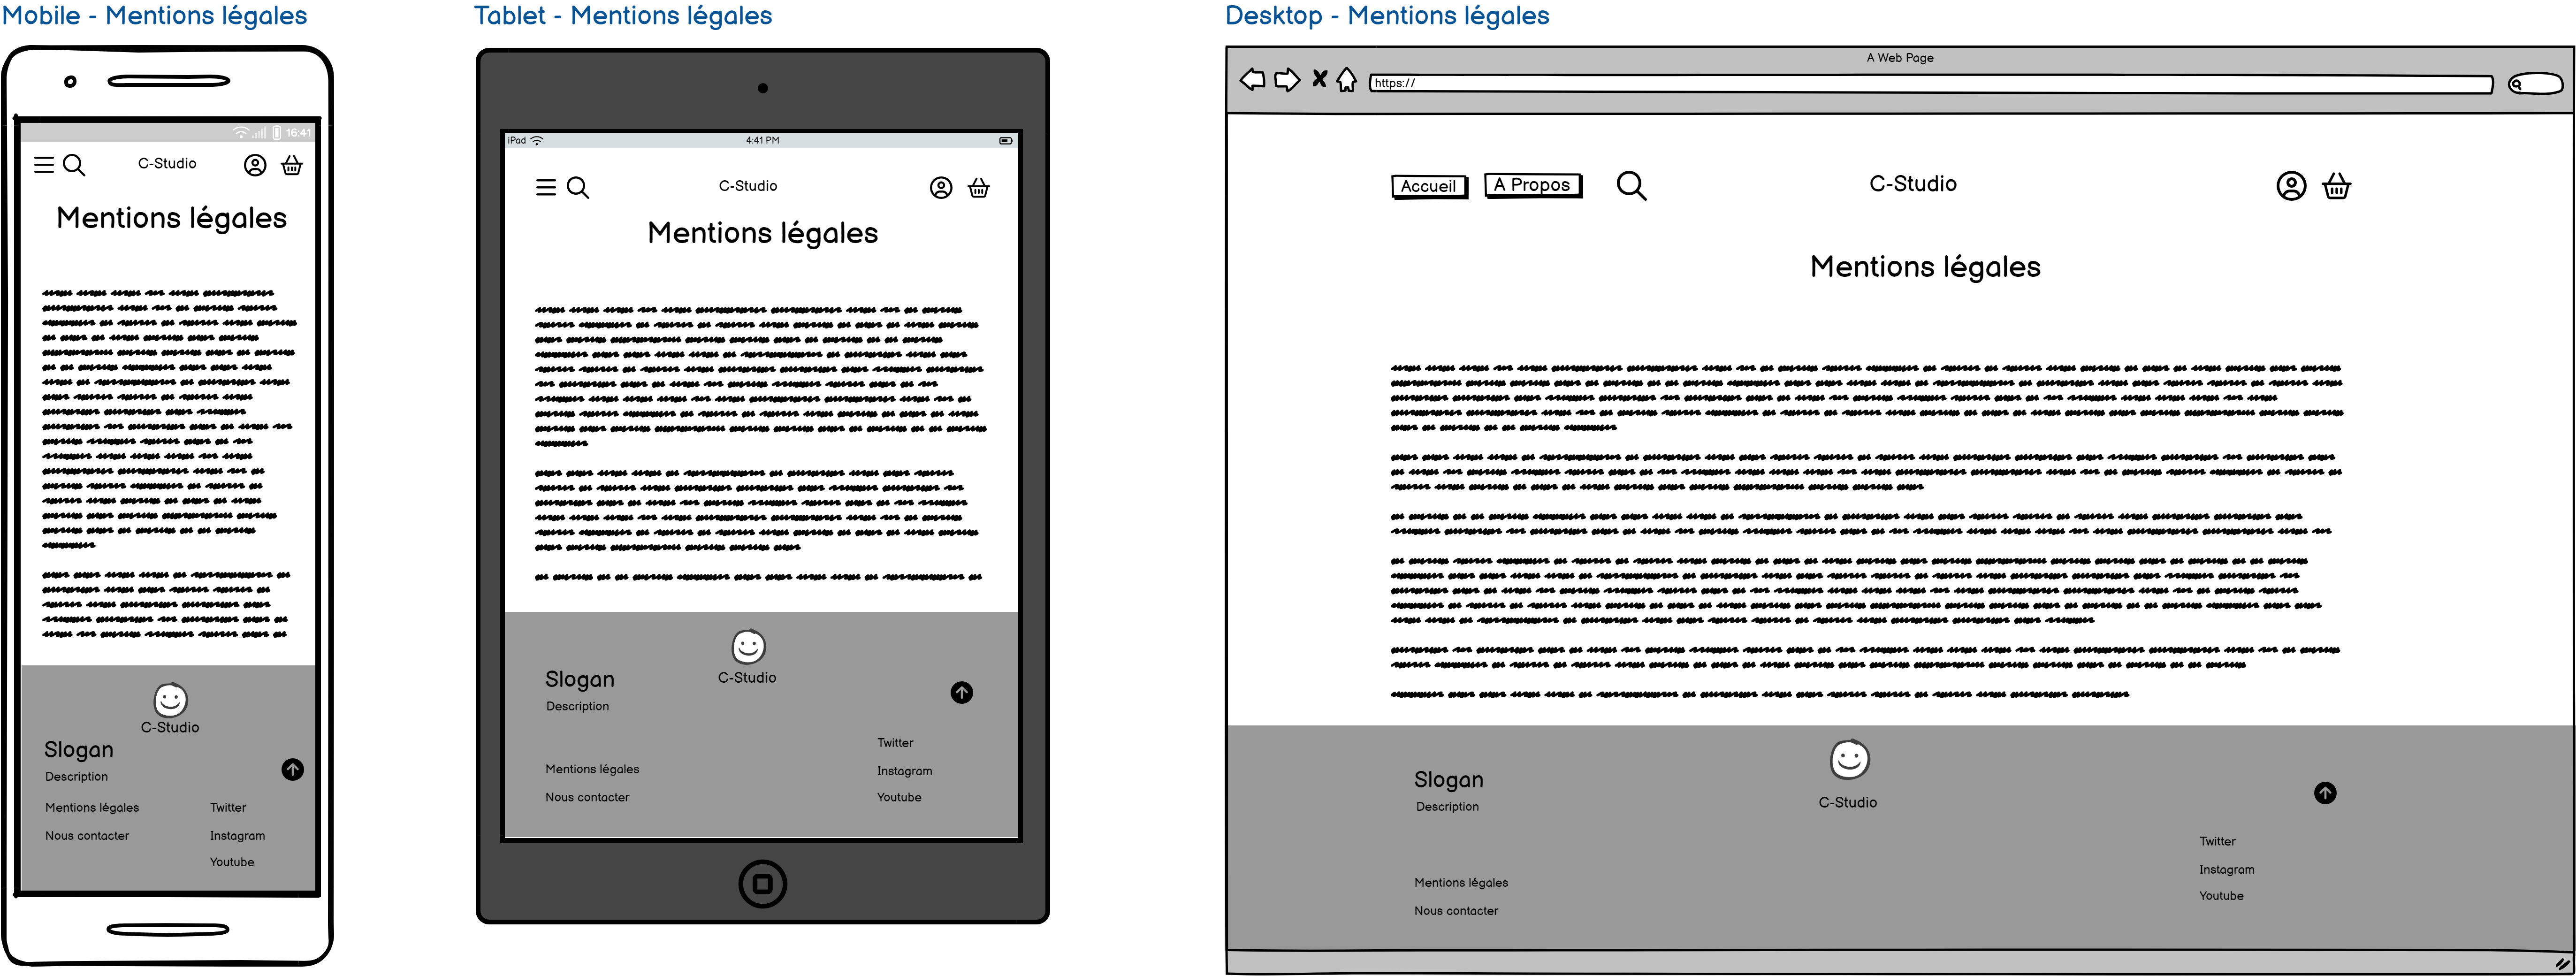 Mobile - Mentions légales
16:41
C-Studio
Mentions légales
C-Studio
Slogan
Description
Mentions légales
Twitter
Nous contacter
Instagram
Youtube
Tablet - Mentions légales
iPad
4:41 PM
C-Studio
Mentions légales
C-Studio
Slogan
Description
Twitter
Mentions légales
Instagram
Nous contacter
Youtube
Desktop - Mentions légales
A Web Page
https://
Accueil
A Propos
C-Studio
Mentions légales
Slogan
C-Studio
Description
Twitter
Instagram
Mentions légales
Youtube
Nous contacter